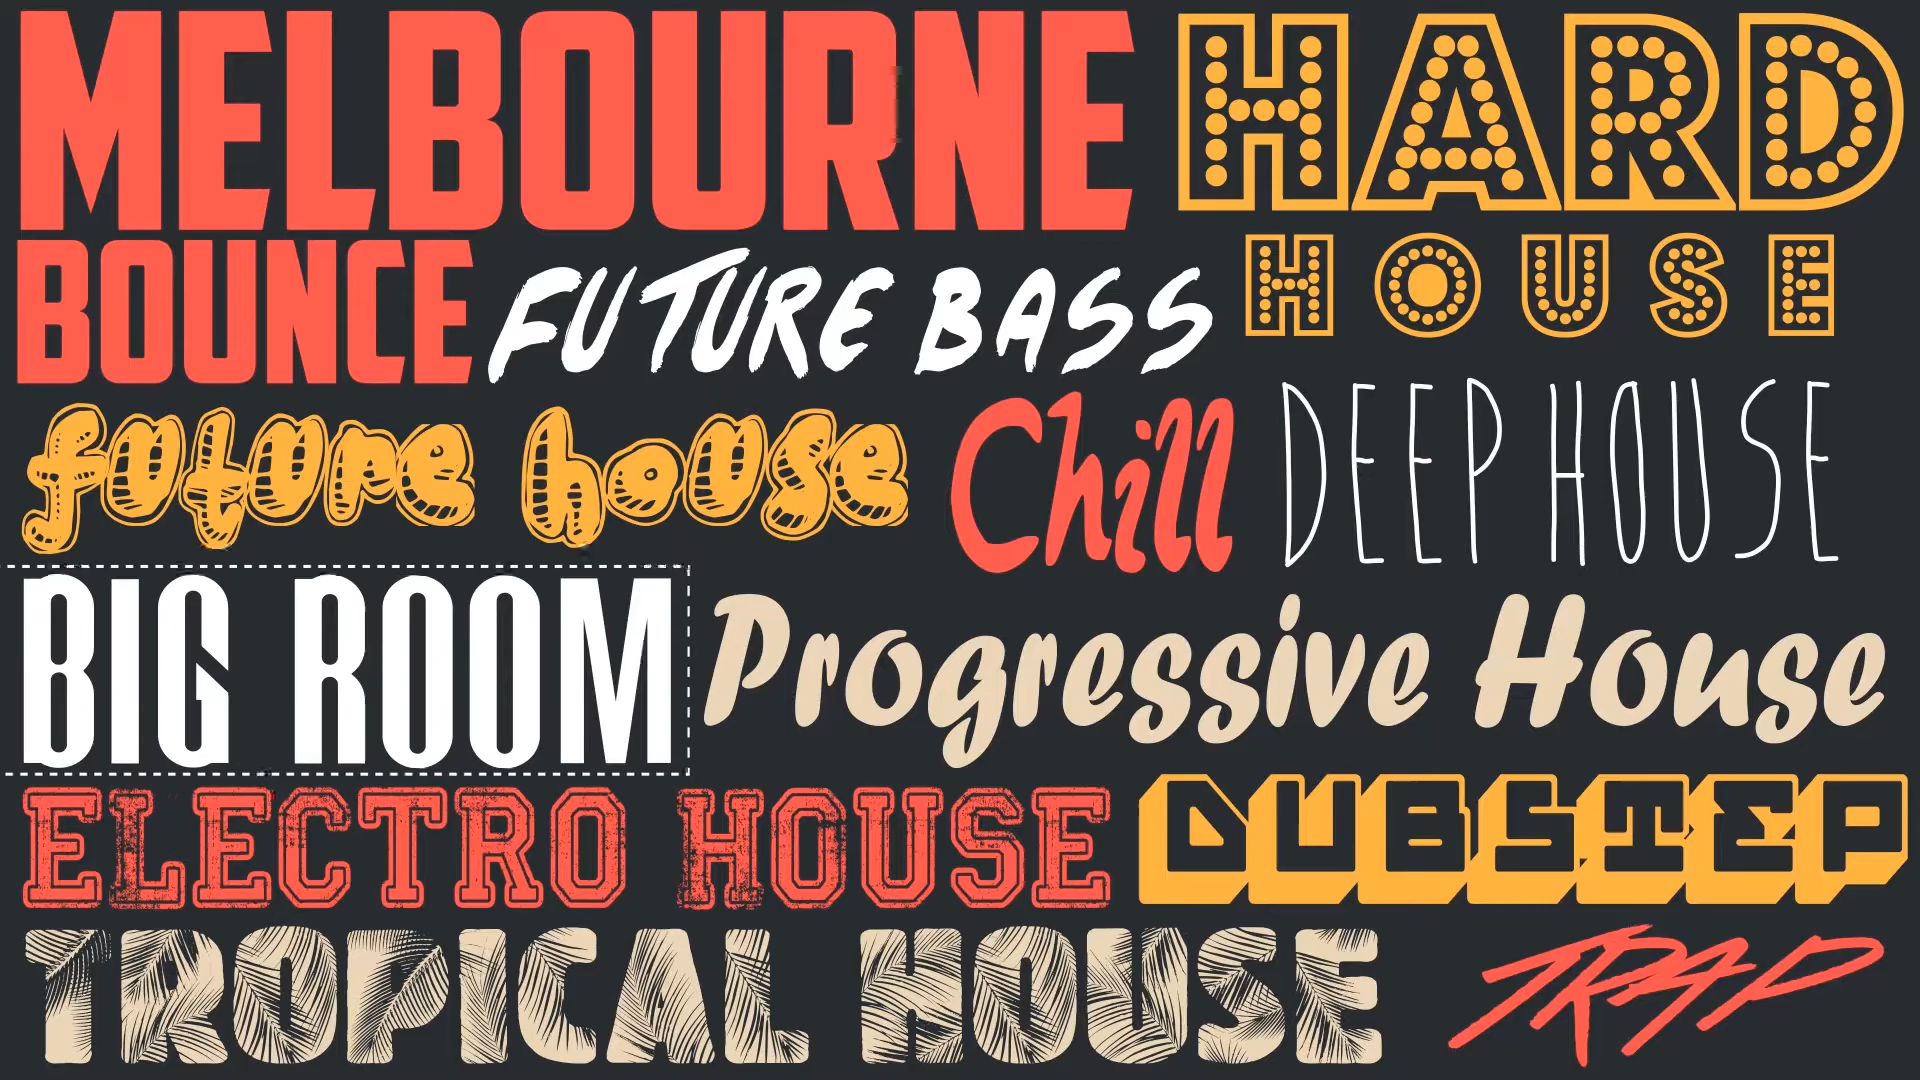 MELBOURNE
BOUNCE
HARD
HOUSE
FUTURE BASS
future house
Chill
DEEP HOUSE
BIG ROOM
Progressive House
ELECTRO HOUSE
DUBSTEP
TROPICAL HOUSE
TRAP